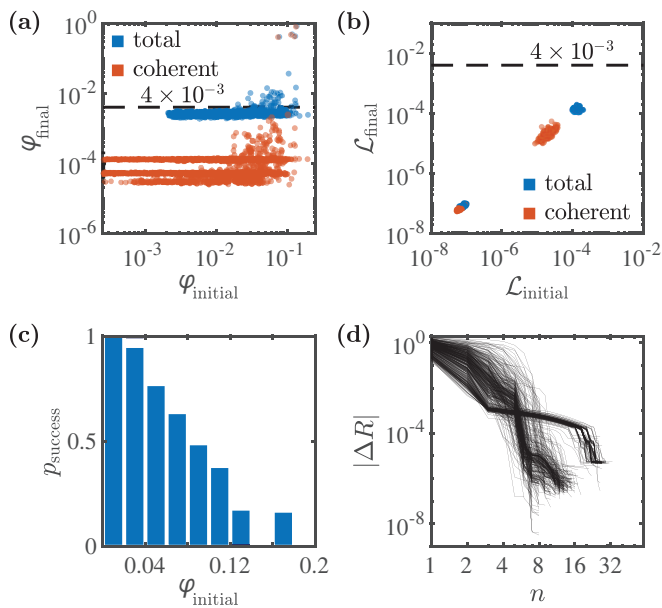 (a)
10^0
total
coherent
4 × 10^-3
10^-2
φ_final
10^-4
10^-6
10^-3
10^-2
10^-1
φ_initial
(b)
10^0
10^-2
4 × 10^-3
ℒ_final
10^-4
10^-6
total
coherent
10^-8
10^-8
10^-6
10^-4
10^-2
ℒ_initial
(c)
1
p_success
0.5
0
0.04
0.12
0.2
φ_initial
(d)
10^0
|ΔR|
10^-4
10^-8
1
2
4
8
16
32
n